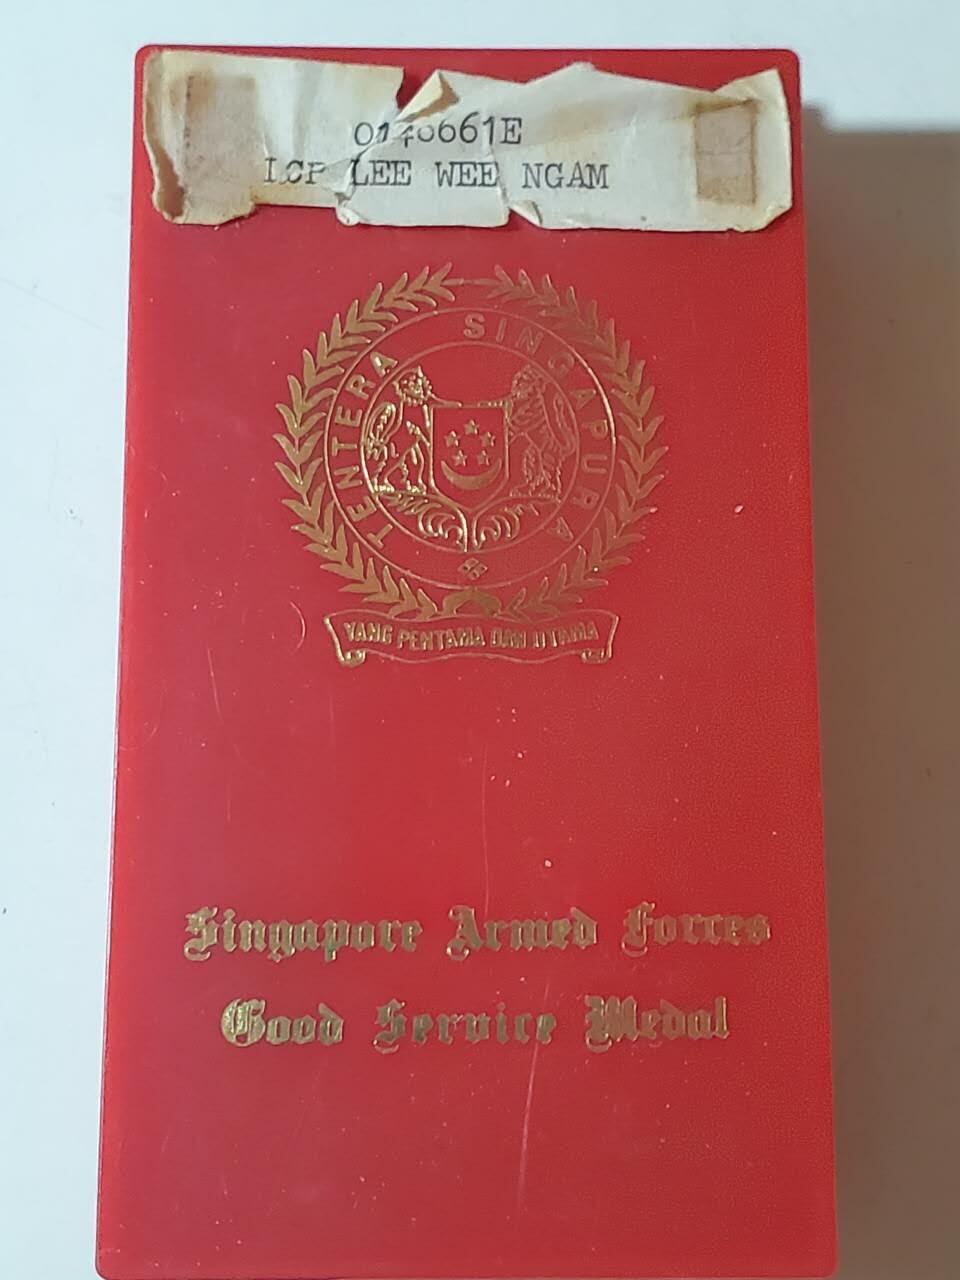 LCP LEE WEE NGAM
TENTERA SINGAPURA
YANG PERTAMA DAN UTAMA
Singapore Armed Forces
Good Service Medal